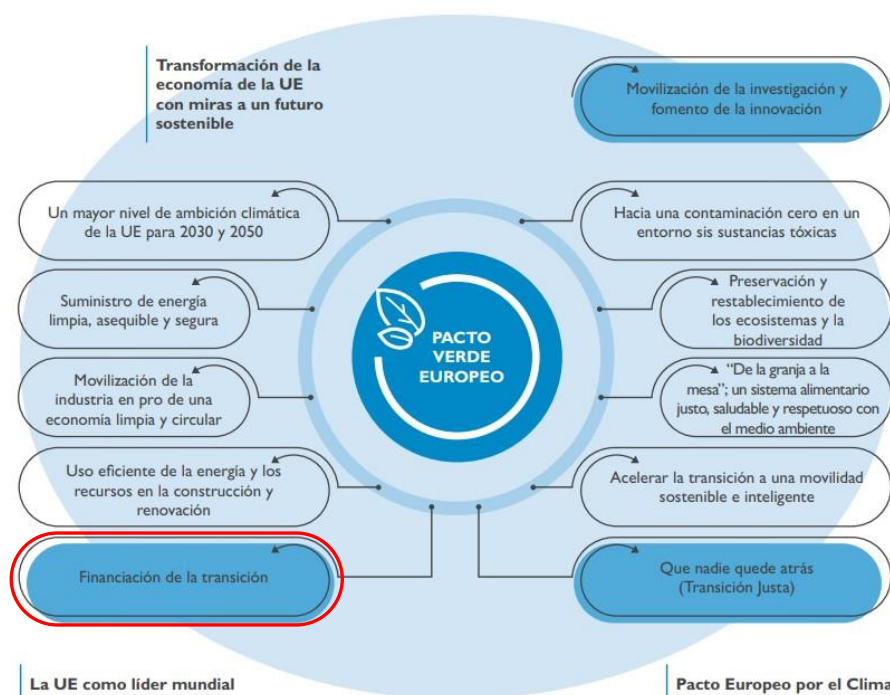 Transformación de la
economía de la UE
con miras a un futuro
sostenible
Movilización de la investigación y
fomento de la innovación
Un mayor nivel de ambición climática
de la UE para 2030 y 2050
Hacia una contaminación cero en un
entorno sis sustancias tóxicas
Suministro de energía
limpia, asequible y segura
Preservación y
restablecimiento de
los ecosistemas y la
biodiversidad
PACTO
VERDE
EUROPEO
Movilización de la
industria en pro de una
economía limpia y circular
“De la granja a la
mesa”; un sistema alimentario
justo, saludable y respetuoso con
el medio ambiente
Uso eficiente de la energía y los
recursos en la construcción y
renovación
Acelerar la transición a una movilidad
sostenible e inteligente
Financiación de la transición
Que nadie quede atrás
(Transición Justa)
La UE como líder mundial
Pacto Europeo por el Clima